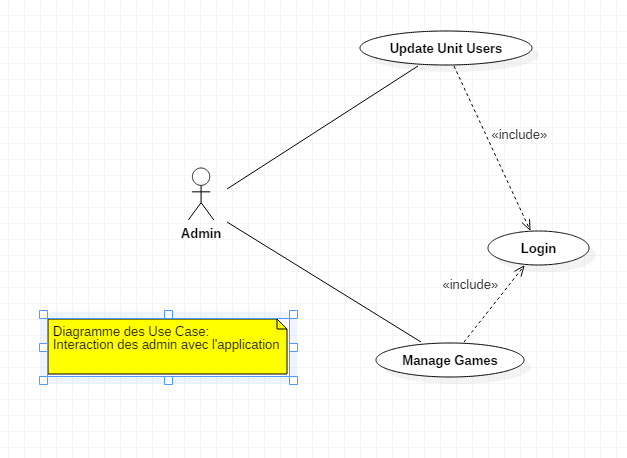 Update Unit Users
«include»
Admin
Login
«include»
Diagramme des Use Case:
Interaction des admin avec l'application
Manage Games